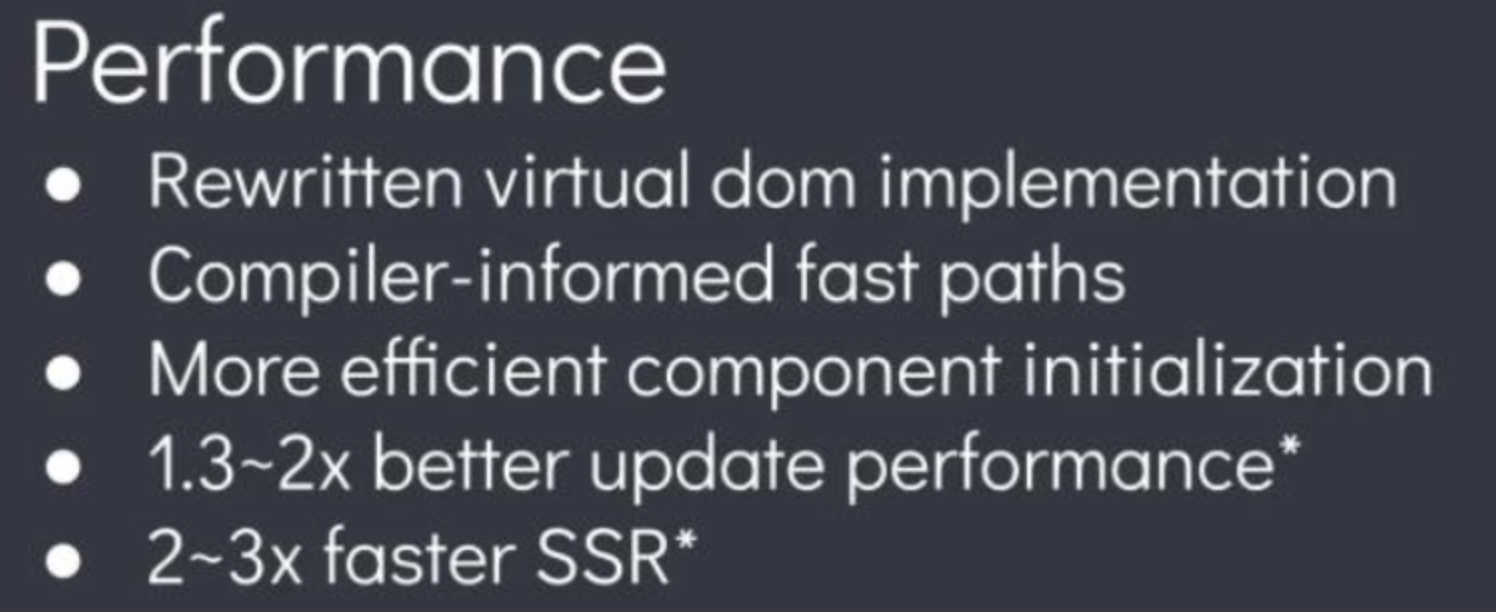 Performance
● Rewritten virtual dom implementation
● Compiler-informed fast paths
● More efficient component initialization
● 1.3~2x better update performance*
● 2~3x faster SSR*